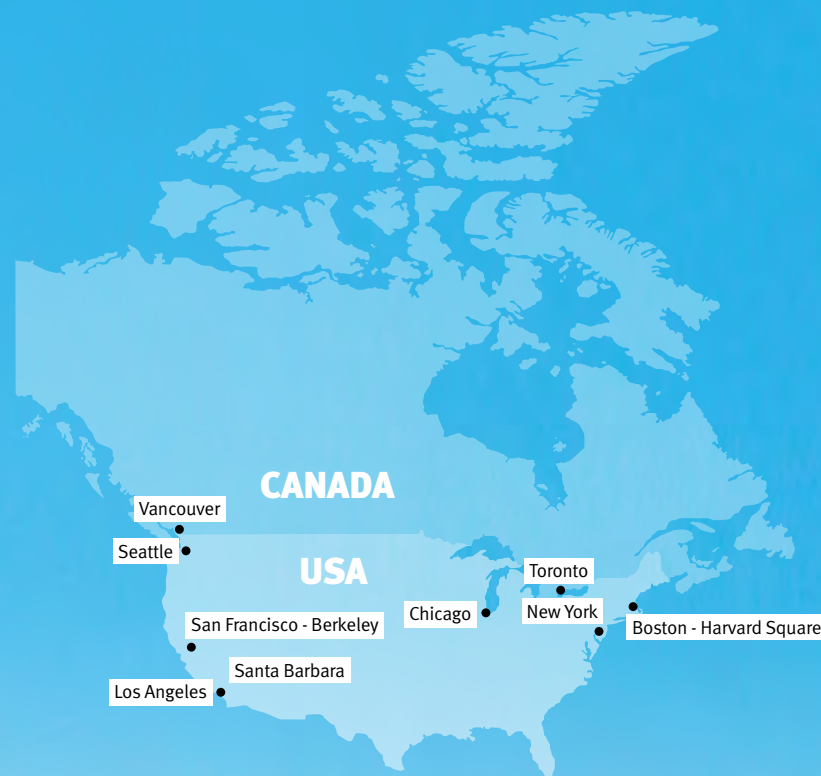 CANADA
Vancouver
Seattle
USA
Toronto
Chicago
New York
San Francisco - Berkeley
Boston - Harvard Square
Santa Barbara
Los Angeles